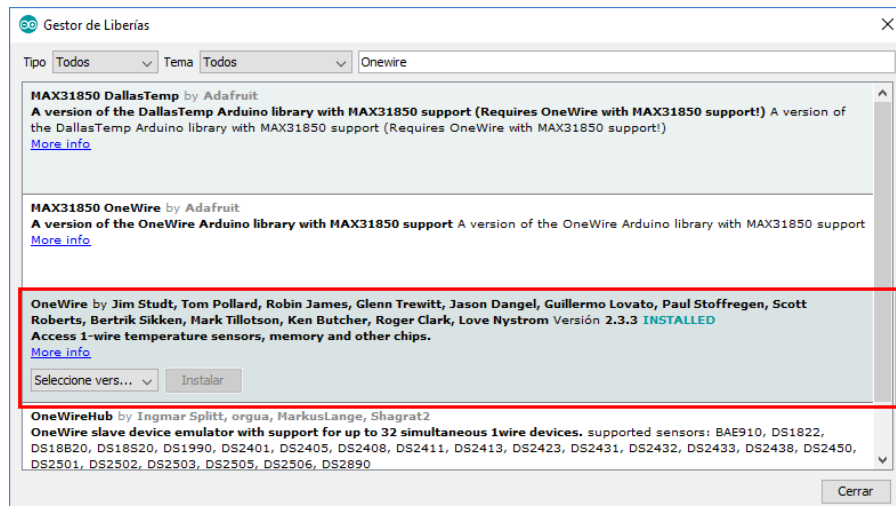 Gestor de Liberías
Tipo Todos Tema Todos Onewire
MAX31850 DallasTemp by Adafruit
A version of the DallasTemp Arduino library with MAX31850 support (Requires OneWire with MAX31850 support!) A version of
the DallasTemp Arduino library with MAX31850 support (Requires OneWire with MAX31850 support!)
More info
MAX31850 OneWire by Adafruit
A version of the OneWire Arduino library with MAX31850 support A version of the OneWire Arduino library with MAX31850 support
More info
OneWire by Jim Studt, Tom Pollard, Robin James, Glenn Trewitt, Jason Dangel, Guillermo Lovato, Paul Stoffregen, Scott
Roberts, Bertrik Sikken, Mark Tillotson, Ken Butcher, Roger Clark, Love Nystrom Versión 2.3.3 INSTALLED
Access 1-wire temperature sensors, memory and other chips.
More info
Seleccione vers... Instalar
OneWireHub by Ingmar Splitt, orgua, MarkusLange, Shagrat2
OneWire slave device emulator with support for up to 32 simultaneous 1wire devices. supported sensors: BAE910, DS1822,
DS18B20, DS18S20, DS1990, DS2401, DS2405, DS2408, DS2411, DS2413, DS2423, DS2431, DS2432, DS2433, DS2438, DS2450,
DS2501, DS2502, DS2503, DS2505, DS2506, DS2890
Cerrar